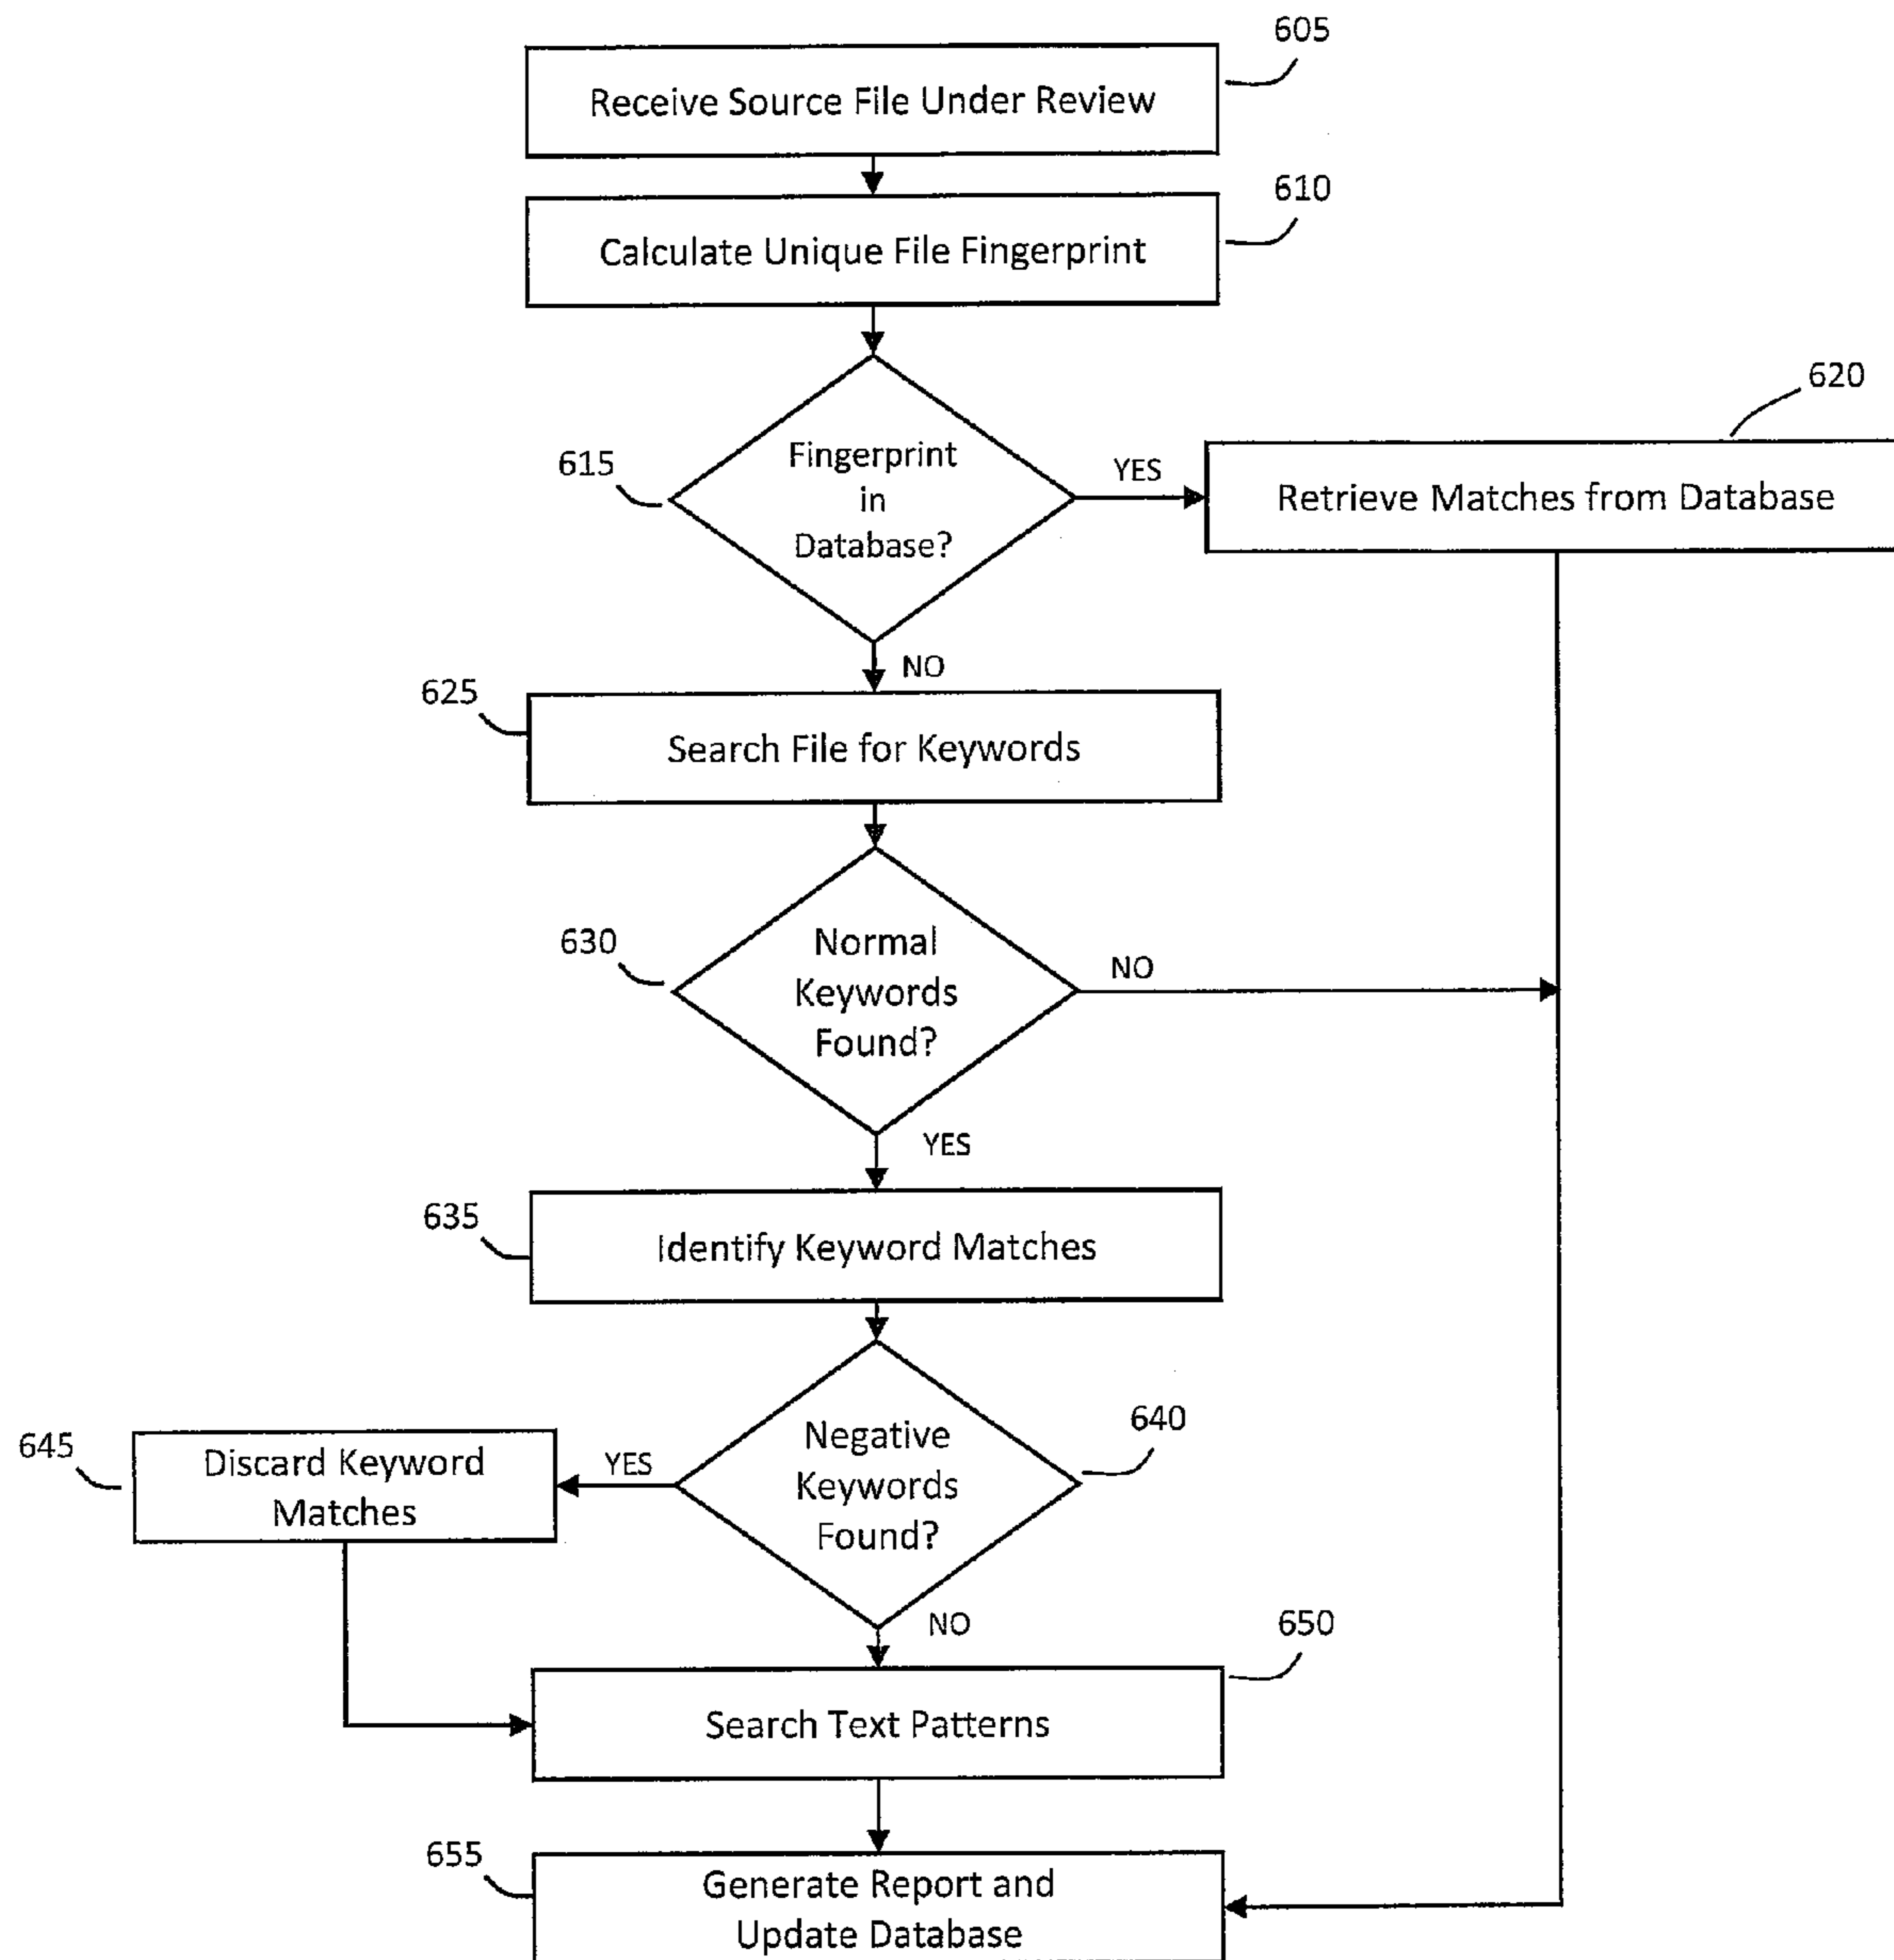 605
Receive Source File Under Review
610
Calculate Unique File Fingerprint
620
615
Fingerprint
in
Database?
YES
Retrieve Matches from Database
NO
625
Search File for Keywords
630
Normal
Keywords
Found?
NO
YES
635
Identify Keyword Matches
640
Negative
Keywords
Found?
645
YES
Discard Keyword
Matches
NO
650
Search Text Patterns
655
Generate Report and
Update Database